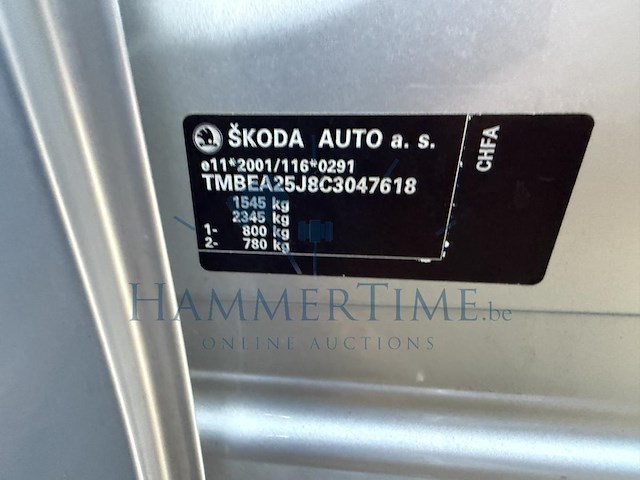 ŠKODA AUTO a. s.
e11*2001/116*0291
TMBEA25J8C3047618
1545 kg
2345 kg
1- 800 kg
2- 780 kg
CHFA
HAMMERTIME.be
ONLINE AUCTIONS